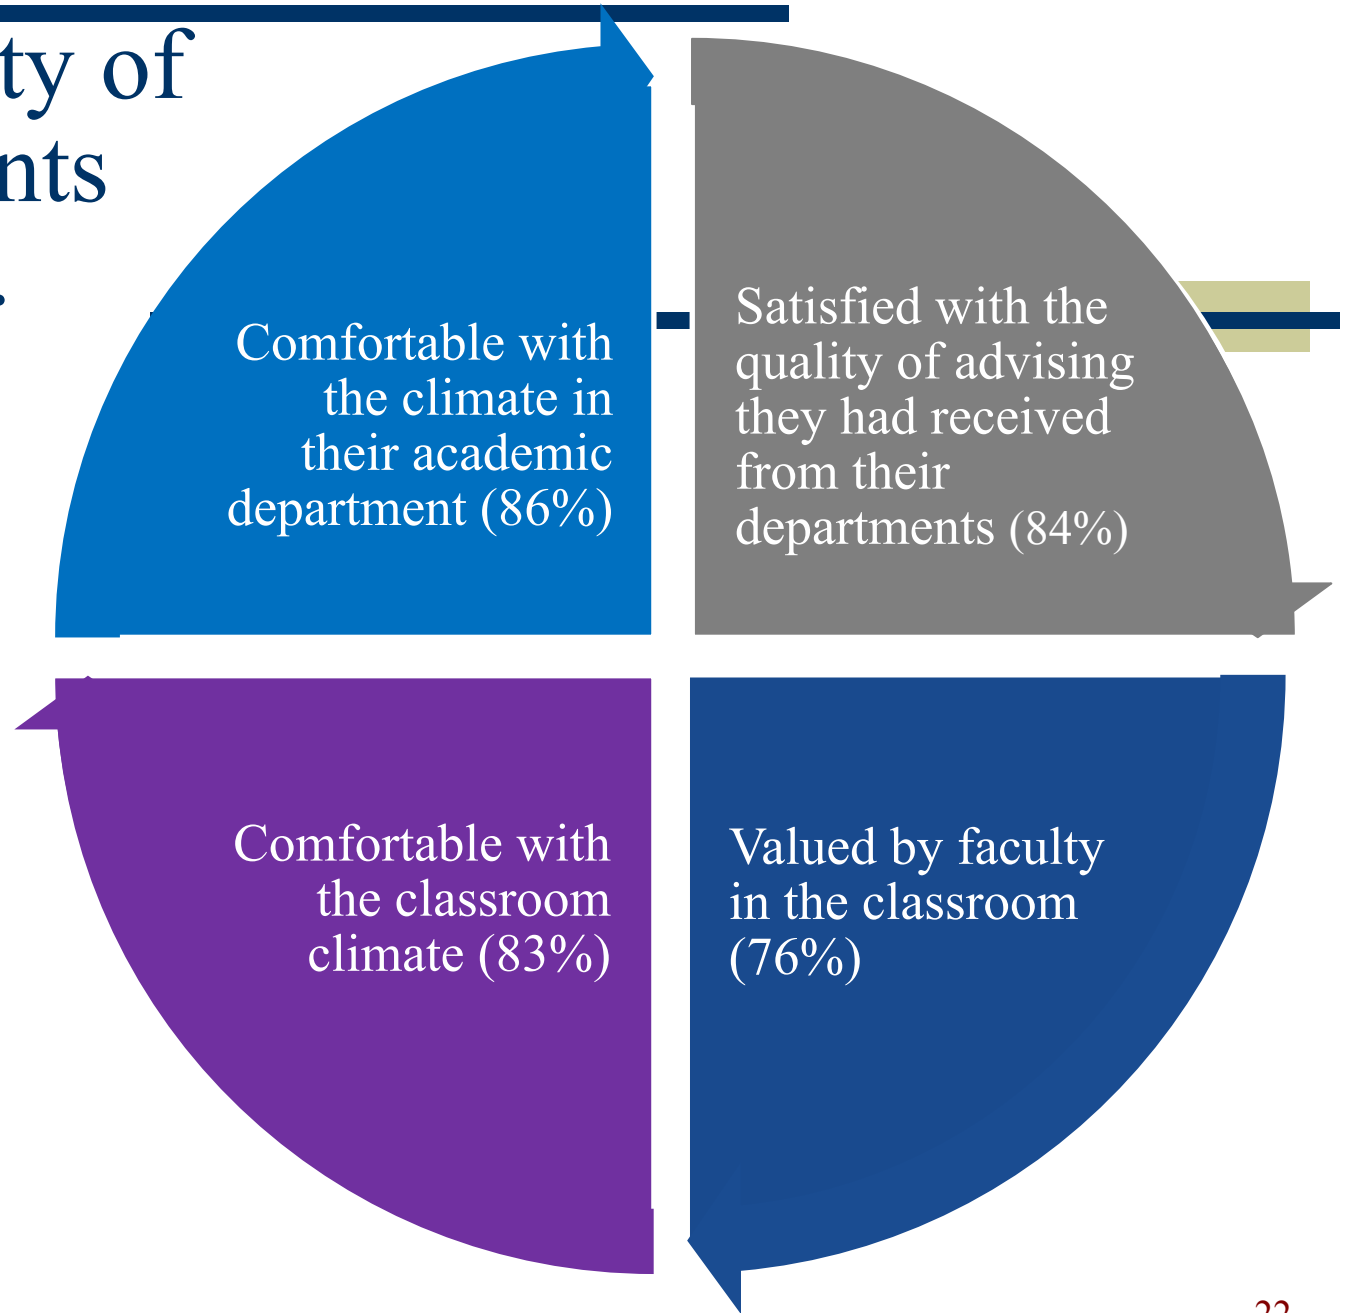 ty of
nts
.
Comfortable with
the climate in
their academic
department (86%)
Satisfied with the
quality of advising
they had received
from their
departments (84%)
Comfortable with
the classroom
climate (83%)
Valued by faculty
in the classroom
(76%)